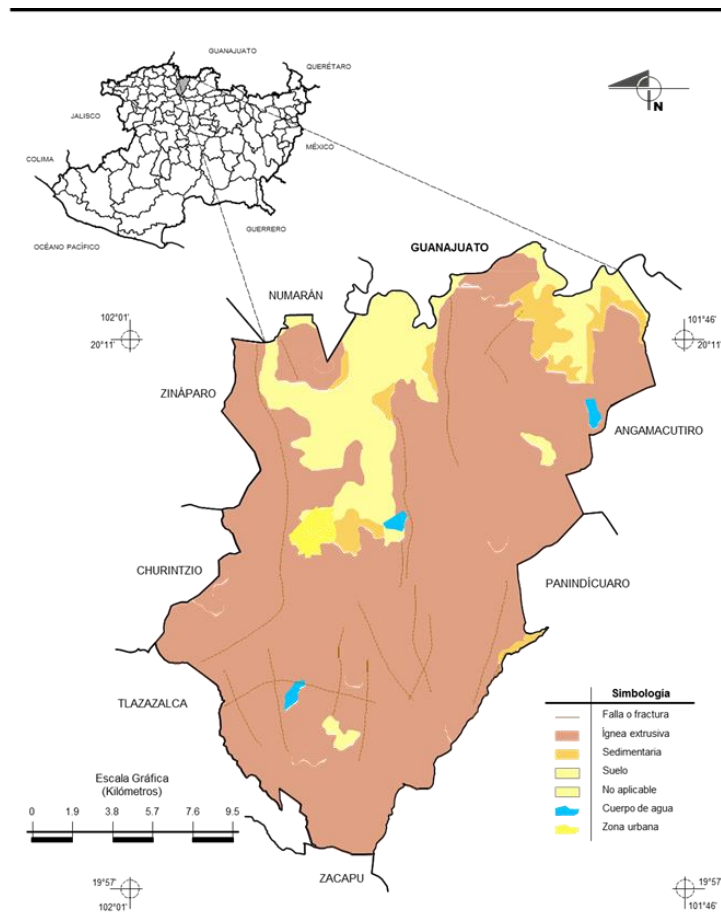 GUANAJUATO
QUERÉTARO
JALISCO
MÉXICO
COLIMA
GUERRERO
OCÉANO PACÍFICO
N
GUANAJUATO
NUMARÁN
102°01'
20°11'
101°46'
20°11'
ZINÁPARO
ANGAMACUTIRO
CHURINTZIO
PANINDÍCUARO
TLAZAZALCA
Simbología
Falla o fractura
Ígnea extrusiva
Sedimentaria
Suelo
No aplicable
Cuerpo de agua
Zona urbana
Escala Gráfica
(Kilómetros)
0 1.9 3.8 5.7 7.6 9.5
ZACAPU
19°57'
102°01'
19°57'
101°46'